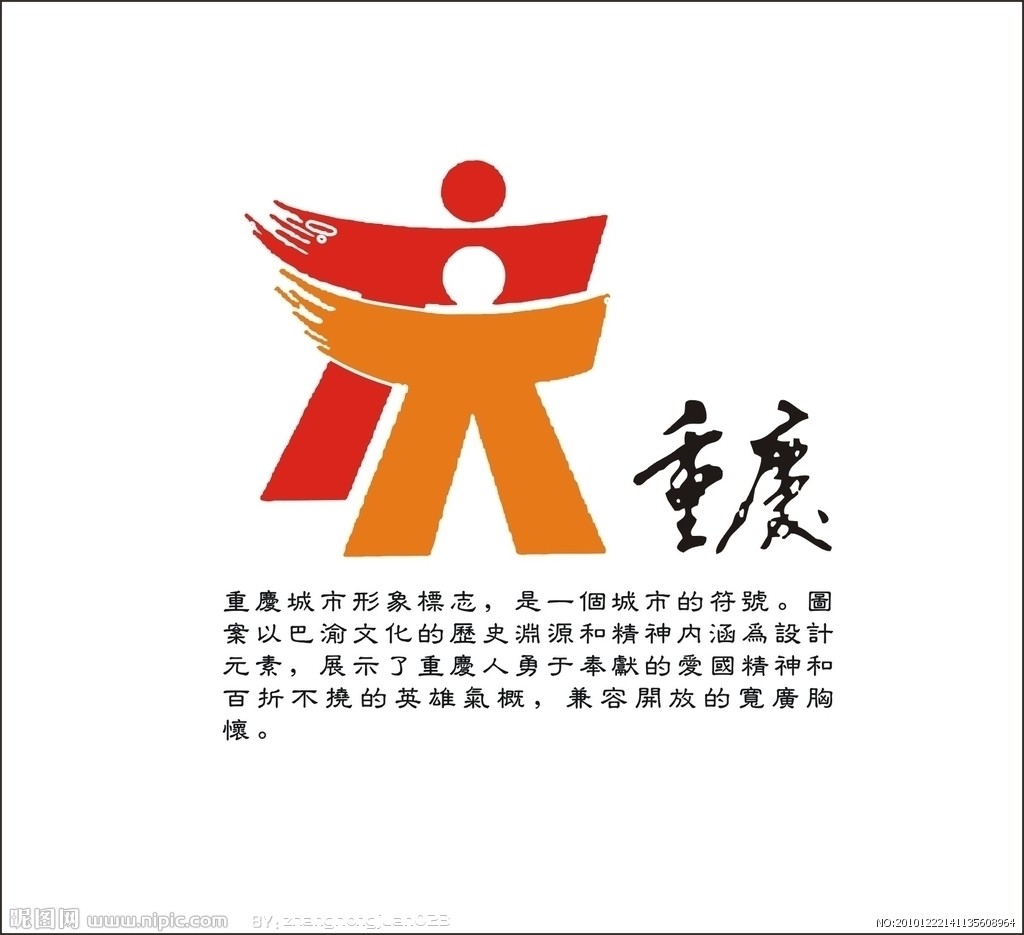 重慶
重慶城市形象標志，是一個城市的符號。圖
案以巴渝文化的歷史淵源和精神内涵爲設計
元素，展示了重慶人勇于奉獻的愛國精神和
百折不撓的英雄氣概，兼容開放的寬廣胸
懷。
昵图网 www.nipic.com BY:zhanghongjuan023
NO:20101222141135608964